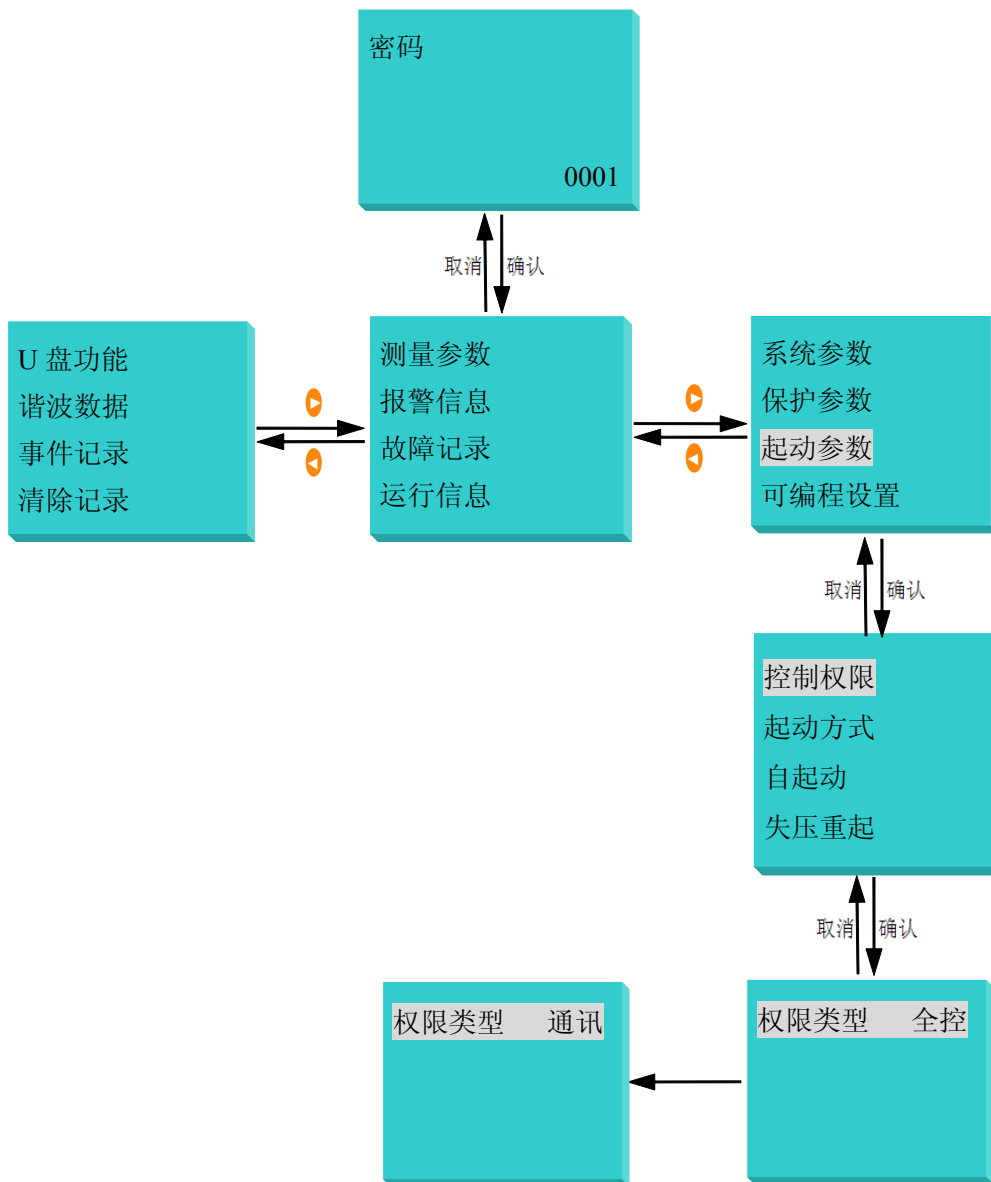 密码
0001
取消
确认
U 盘功能
谐波数据
事件记录
清除记录
测量参数
报警信息
故障记录
运行信息
系统参数
保护参数
起动参数
可编程设置
取消
确认
控制权限
起动方式
自起动
失压重起
取消
确认
权限类型 通讯
权限类型 全控